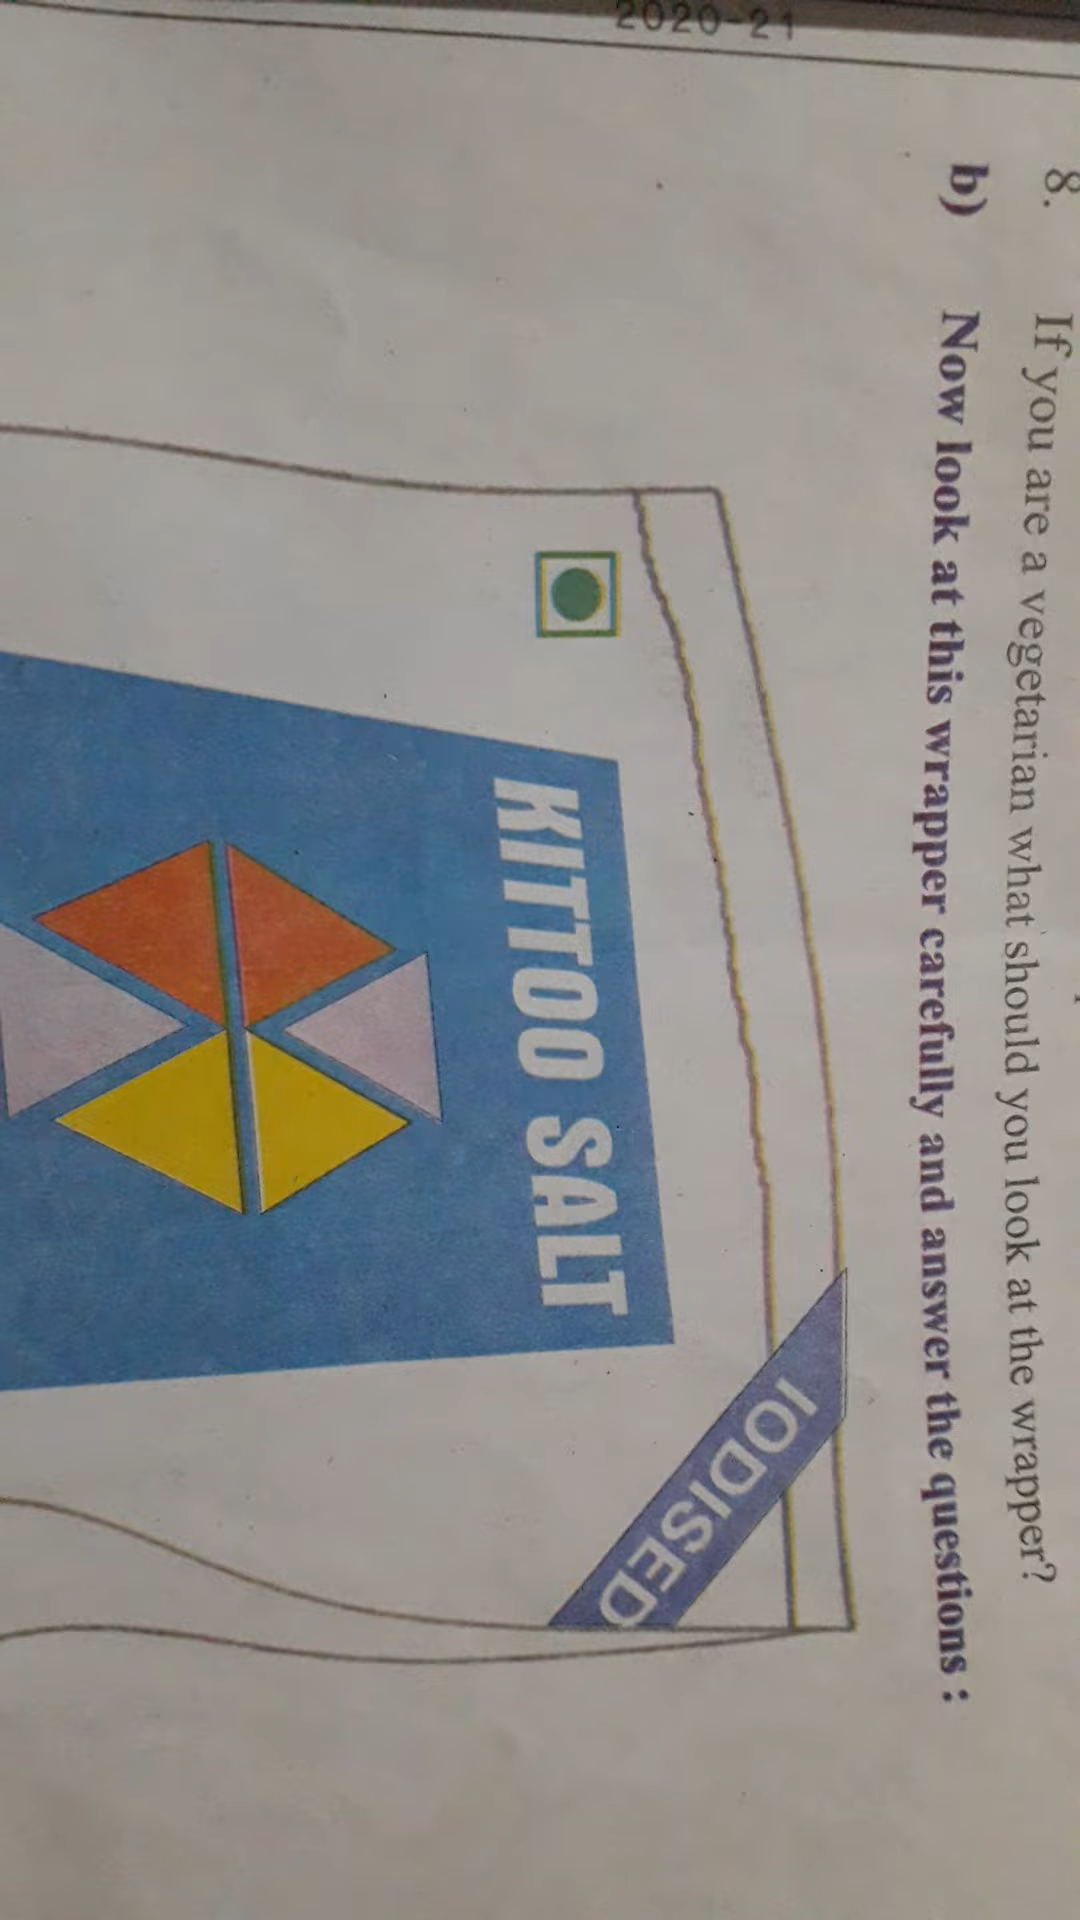 2020-21
8. If you are a vegetarian what should you look at the wrapper?
b) Now look at this wrapper carefully and answer the questions :
IODISED
KITTOO SALT